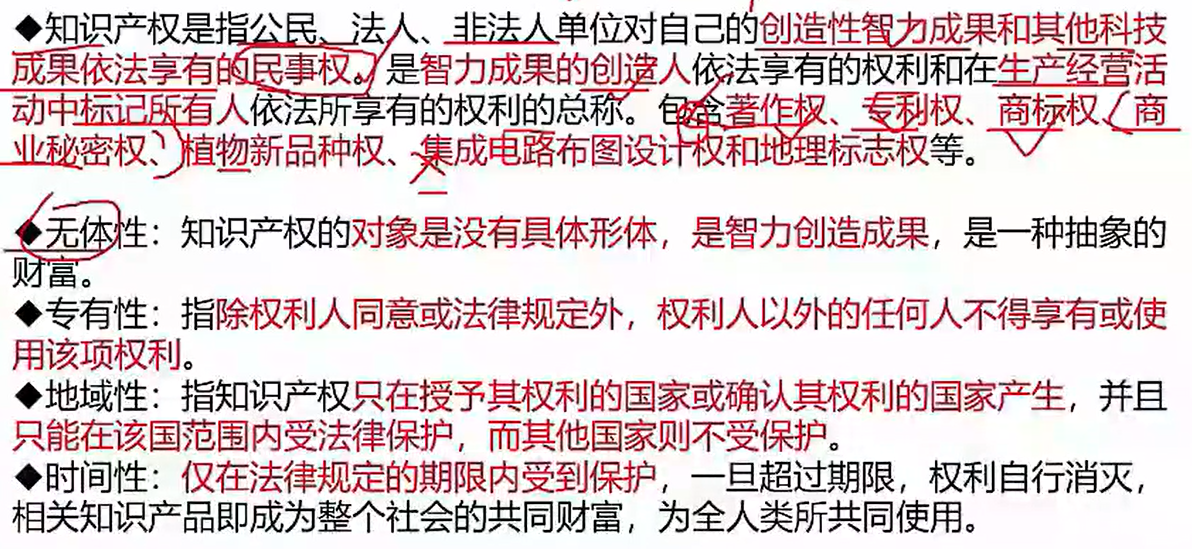 ◆知识产权是指公民、法人、非法人单位对自己的创造性智力成果和其他科技
成果依法享有的民事权。是智力成果的创造人依法享有的权利和在生产经营活
动中标记所有人依法所享有的权利的总称。包含著作权、专利权、商标权、商
业秘密权、植物新品种权、集成电路布图设计权和地理标志权等。
◆无体性：知识产权的对象是没有具体形体，是智力创造成果，是一种抽象的
财富。
◆专有性：指除权利人同意或法律规定外，权利人以外的任何人不得享有或使
用该项权利。
◆地域性：指知识产权只在授予其权利的国家或确认其权利的国家产生，并且
只能在该国范围内受法律保护，而其他国家则不受保护。
◆时间性：仅在法律规定的期限内受到保护，一旦超过期限，权利自行消灭，
相关知识产品即成为整个社会的共同财富，为全人类所共同使用。